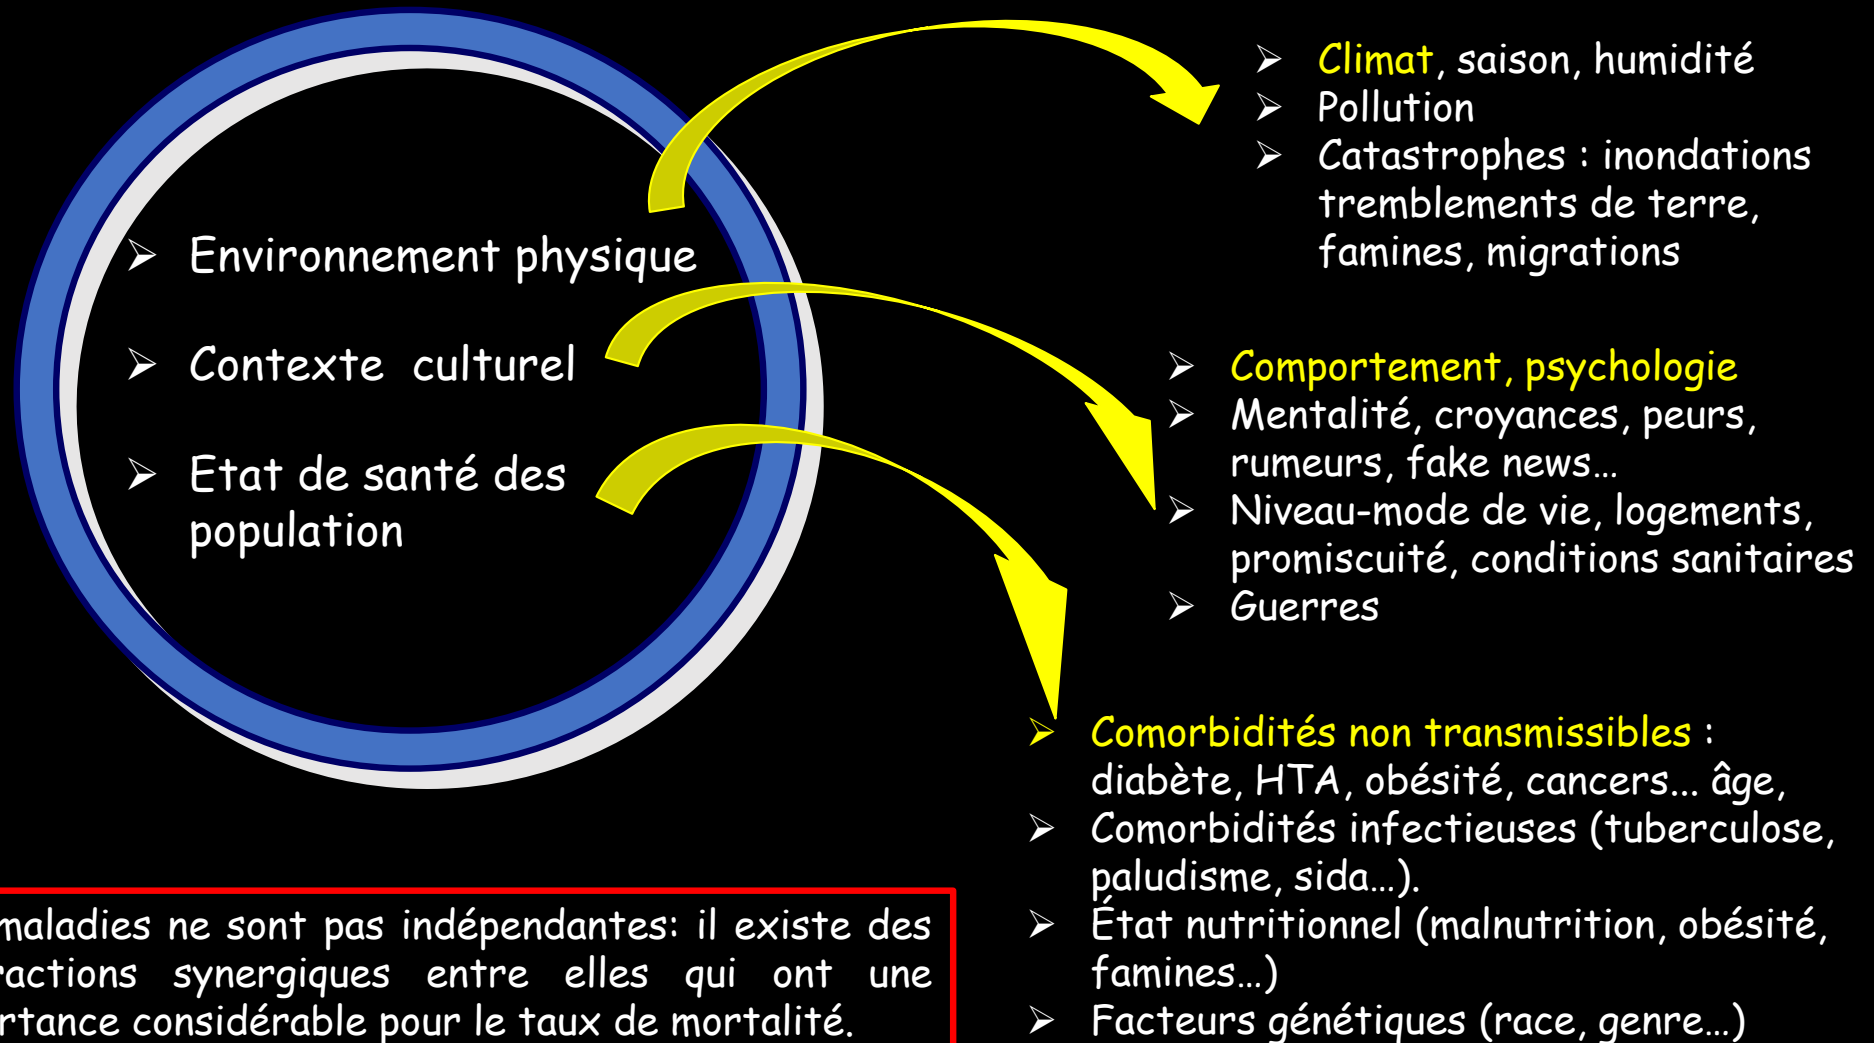 Environnement physique
Contexte culturel
Etat de santé des
population
Climat, saison, humidité
Pollution
Catastrophes : inondations
tremblements de terre,
famines, migrations
Comportement, psychologie
Mentalité, croyances, peurs,
rumeurs, fake news…
Niveau-mode de vie, logements,
promiscuité, conditions sanitaires
Guerres
Comorbidités non transmissibles :
diabète, HTA, obésité, cancers... âge,
Comorbidités infectieuses (tuberculose,
paludisme, sida…).
État nutritionnel (malnutrition, obésité,
famines…)
Facteurs génétiques (race, genre…)
maladies ne sont pas indépendantes: il existe des
ractions synergiques entre elles qui ont une
rtance considérable pour le taux de mortalité.